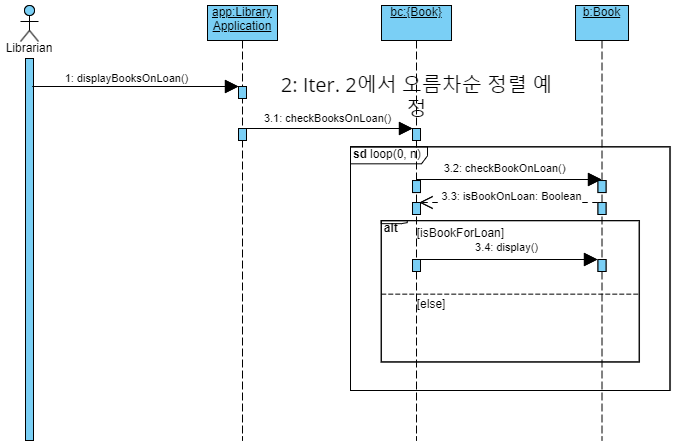 app:Library
Application
bc:{Book}
b:Book
Librarian
1: displayBooksOnLoan()
2: Iter. 2에서 오름차순 정렬 예
정
3.1: checkBooksOnLoan()
sd loop(0, n)
3.2: checkBookOnLoan()
3.3: isBookOnLoan: Boolean
alt
[isBookForLoan]
3.4: display()
[else]